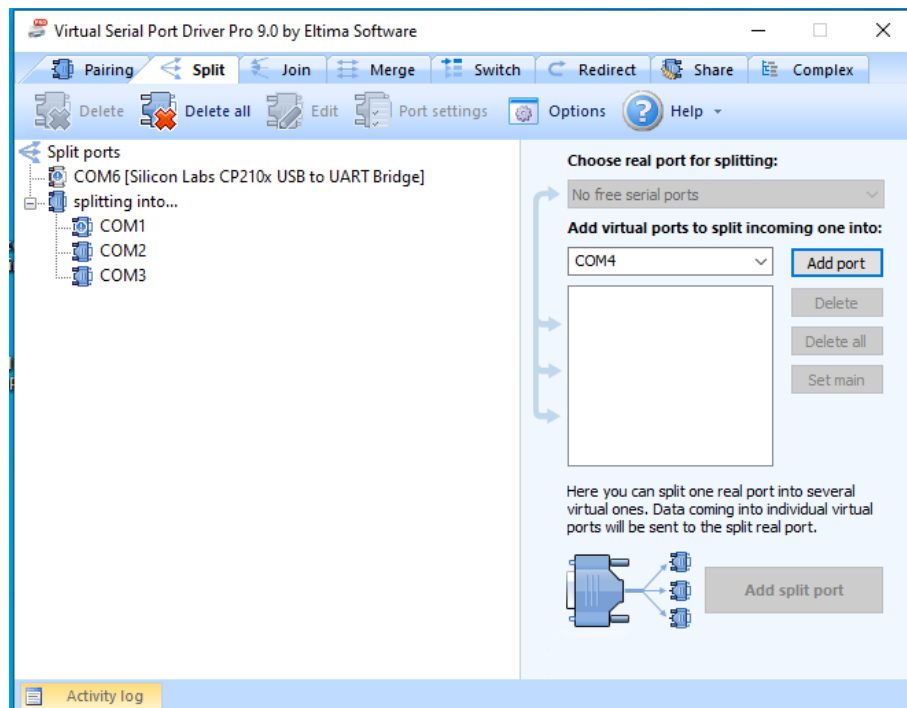 Virtual Serial Port Driver Pro 9.0 by Eltima Software
Pairing Split Join Merge Switch Redirect Share Complex
Delete Delete all Edit Port settings Options Help
Split ports
COM6 [Silicon Labs CP210x USB to UART Bridge]
splitting into...
COM1
COM2
COM3
Choose real port for splitting:
No free serial ports
Add virtual ports to split incoming one into:
COM4 Add port
Delete
Delete all
Set main
Here you can split one real port into several
virtual ones. Data coming into individual virtual
ports will be sent to the split real port.
Add split port
Activity log